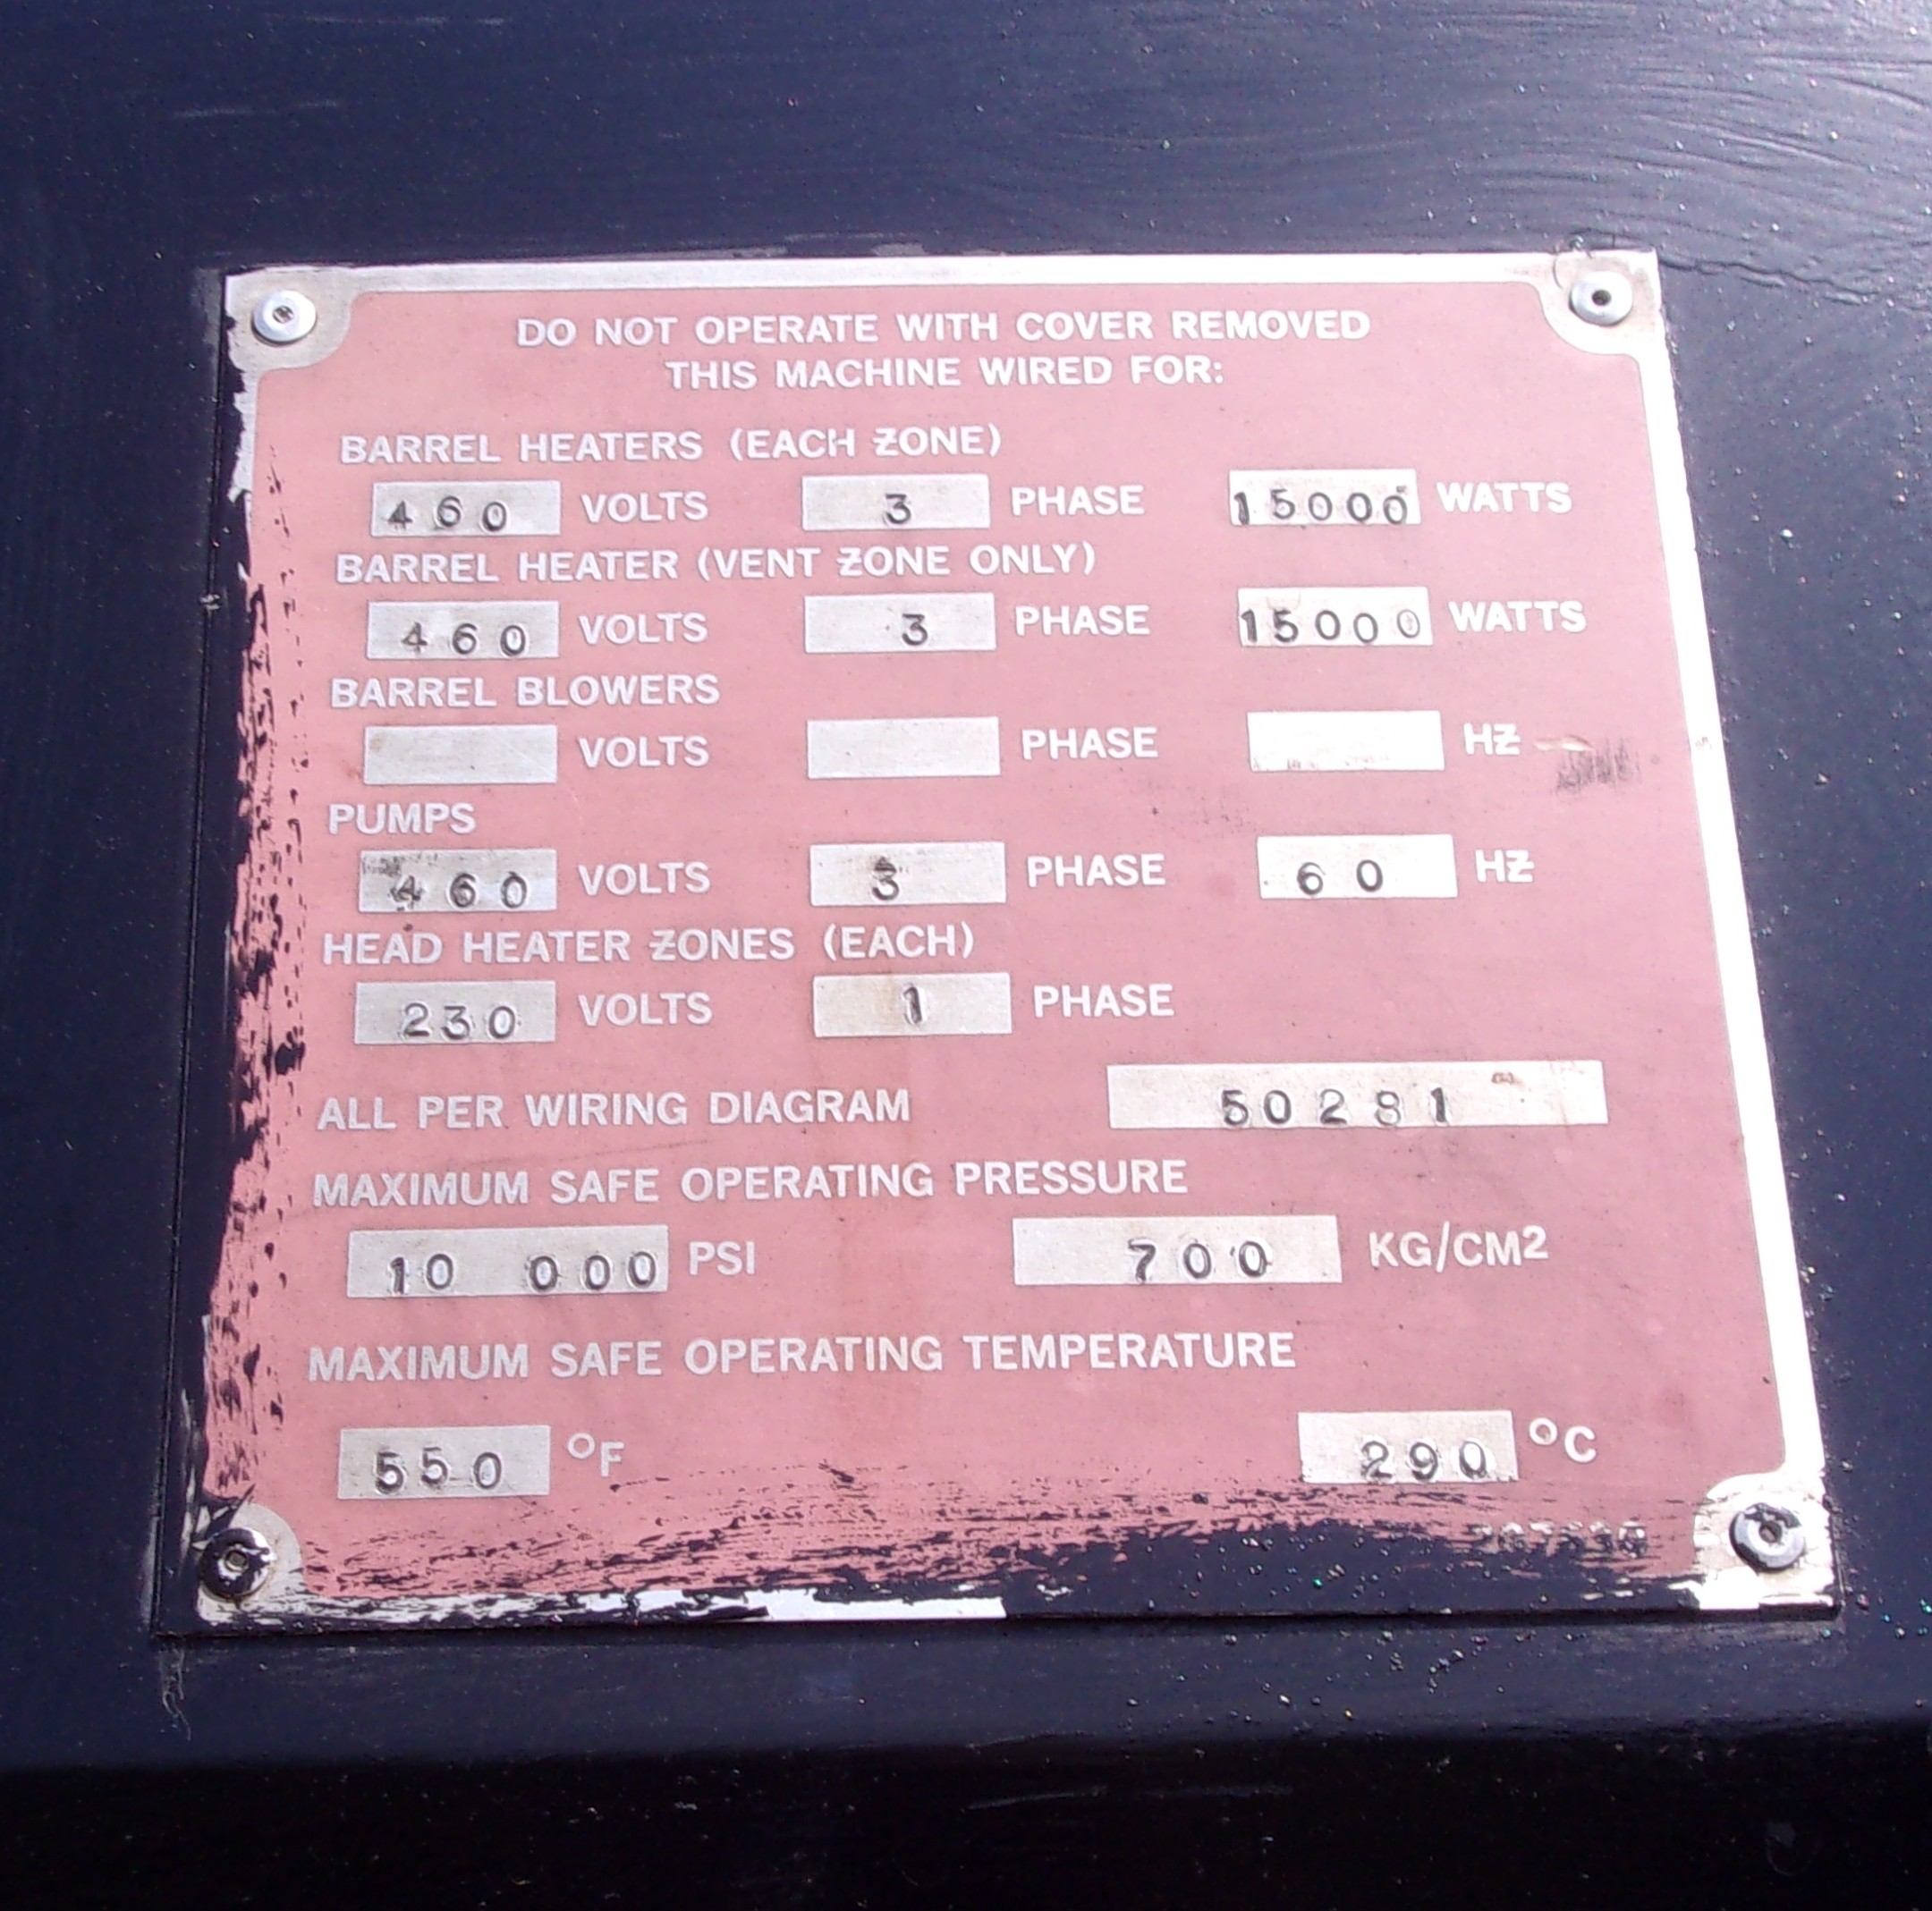 DO NOT OPERATE WITH COVER REMOVED
THIS MACHINE WIRED FOR:
BARREL HEATERS (EACH ZONE)
460 VOLTS 3 PHASE 15000 WATTS
BARREL HEATER (VENT ZONE ONLY)
460 VOLTS 3 PHASE 15000 WATTS
BARREL BLOWERS
VOLTS PHASE HZ
PUMPS
460 VOLTS 3 PHASE 60 HZ
HEAD HEATER ZONES (EACH)
230 VOLTS 1 PHASE
ALL PER WIRING DIAGRAM 50281
MAXIMUM SAFE OPERATING PRESSURE
10 000 PSI 700 KG/CM2
MAXIMUM SAFE OPERATING TEMPERATURE
550 °F 290 °C